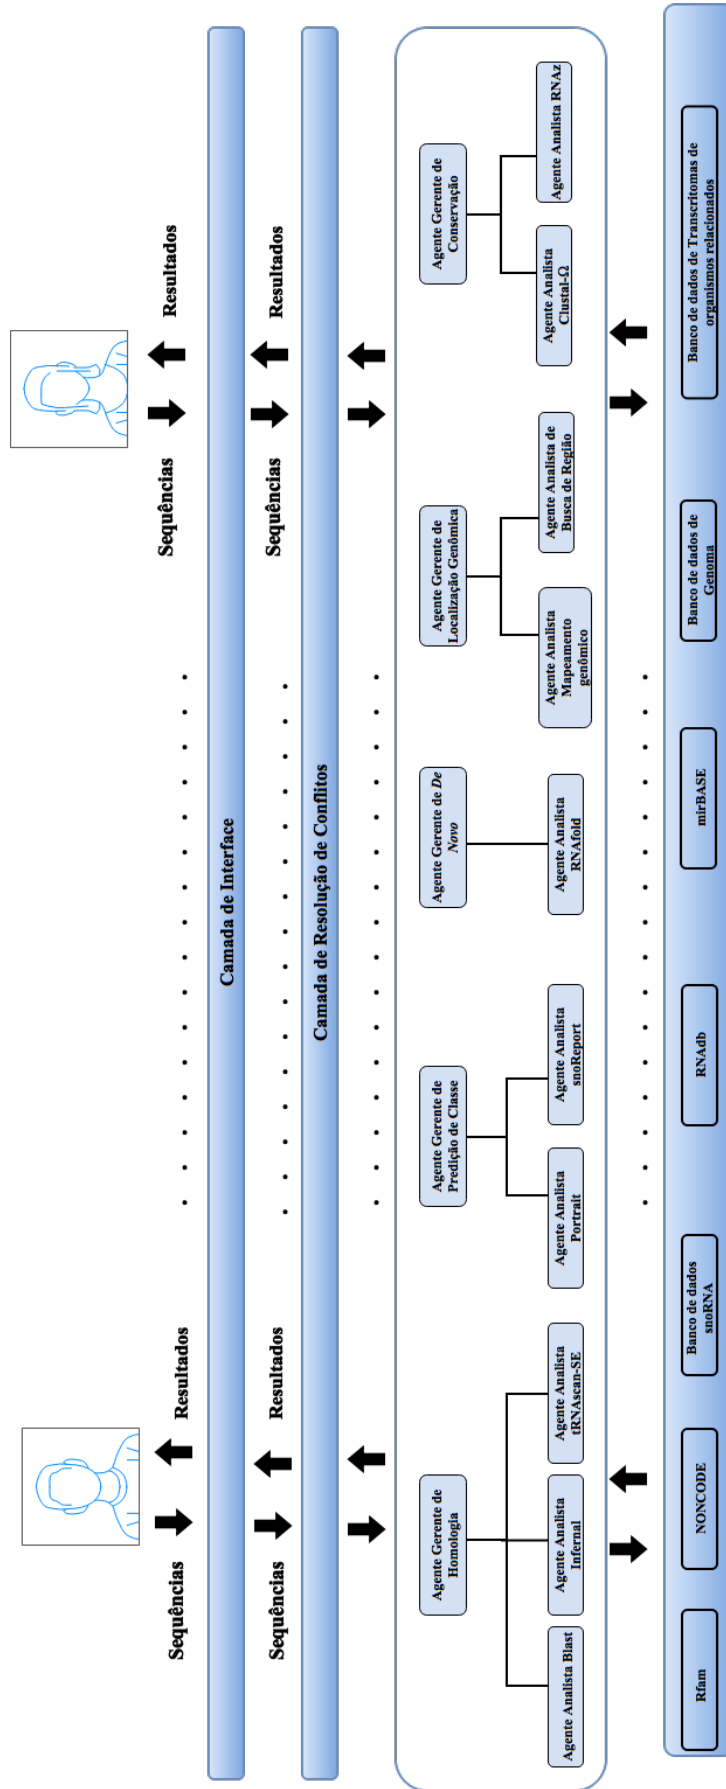 Sequências
Resultados
Sequências
Resultados
Camada de Interface
Sequências
Resultados
Sequências
Resultados
Camada de Resolução de Conflitos
Agente Gerente de
Homologia
Agente Gerente de
Predição de Classe
Agente Gerente de De
Novo
Agente Gerente de
Localização Genômica
Agente Gerente de
Conservação
Agente Analista Blast
Agente Analista
Infernal
Agente Analista
tRNAscan-SE
Agente Analista
Portrait
Agente Analista
snoReport
Agente Analista
RNAfold
Agente Analista
Mapeamento
genômico
Agente Analista de
Busca de Região
Agente Analista
Clustal-Ω
Agente Analista RNAz
Rfam
NONCODE
Banco de dados
snoRNA
RNAdb
mirBASE
Banco de dados de
Genoma
Banco de dados de Transcritomas de
organismos relacionados